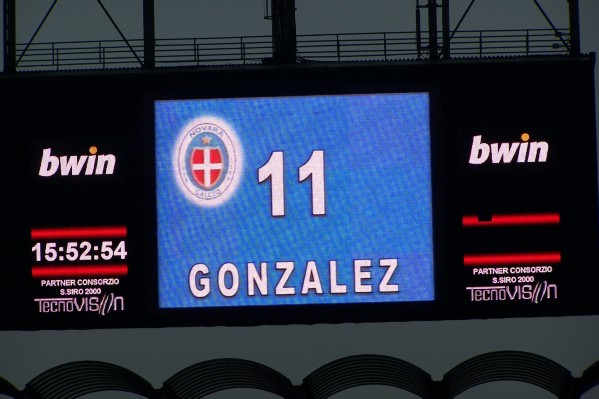 bwin
15:52:54
PARTNER CONSORZIO
S.SIRO 2000
TecnoVISION
NOVARA
CALCIO
11
GONZALEZ
bwin
PARTNER CONSORZIO
S.SIRO 2000
TecnoVISION